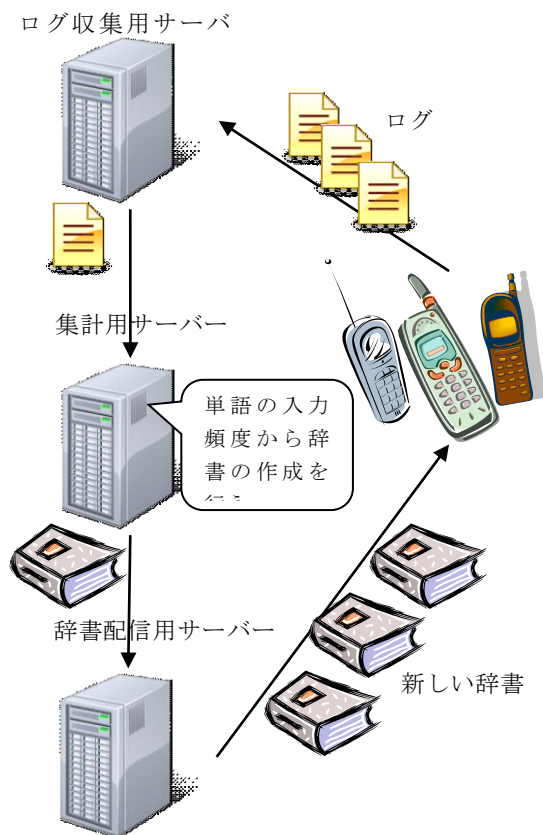 ログ収集用サーバ
ログ
集計用サーバー
単語の入力
頻度から辞
書の作成を
辞書配信用サーバー
新しい辞書